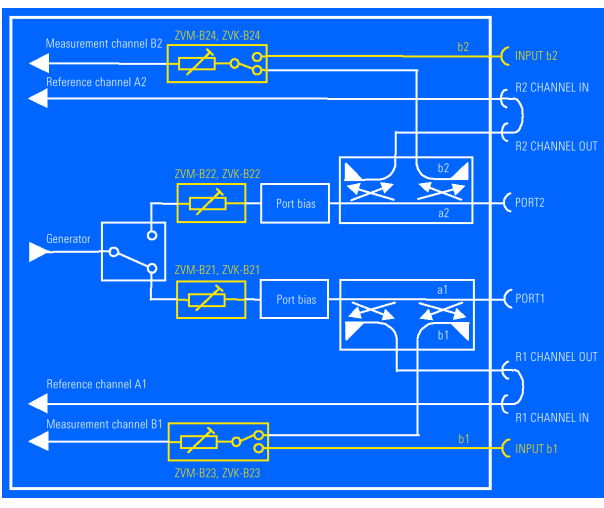 ZVM-B24, ZVK-B24
Measurement channel B2
b2
INPUT b2
Reference channel A2
R2 CHANNEL IN
R2 CHANNEL OUT
ZVM-B22, ZVK-B22
b2
Port bias
a2
PORT2
Generator
ZVM-B21, ZVK-B21
Port bias
a1
PORT1
b1
R1 CHANNEL OUT
Reference channel A1
R1 CHANNEL IN
Measurement channel B1
b1
INPUT b1
ZVM-B23, ZVK-B23